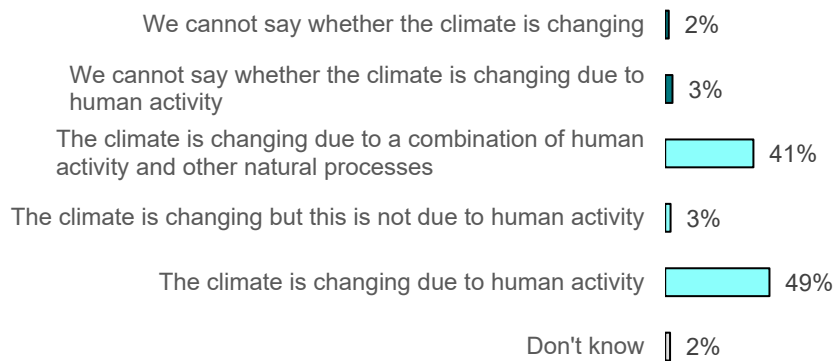 We cannot say whether the climate is changing 2%
We cannot say whether the climate is changing due to
human activity 3%
The climate is changing due to a combination of human
activity and other natural processes 41%
The climate is changing but this is not due to human activity 3%
The climate is changing due to human activity 49%
Don't know 2%